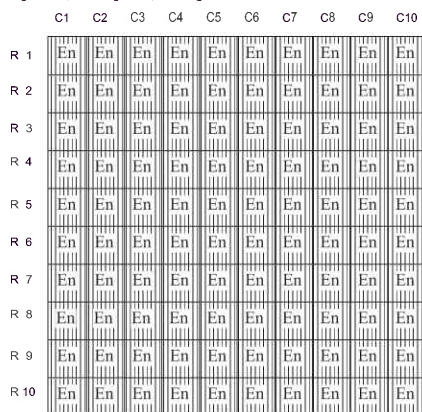 C1 C2 C3 C4 C5 C6 C7 C8 C9 C10
R 1 En En En En En En En En En En
R 2 En En En En En En En En En En
R 3 En En En En En En En En En En
R 4 En En En En En En En En En En
R 5 En En En En En En En En En En
R 6 En En En En En En En En En En
R 7 En En En En En En En En En En
R 8 En En En En En En En En En En
R 9 En En En En En En En En En En
R 10 En En En En En En En En En En